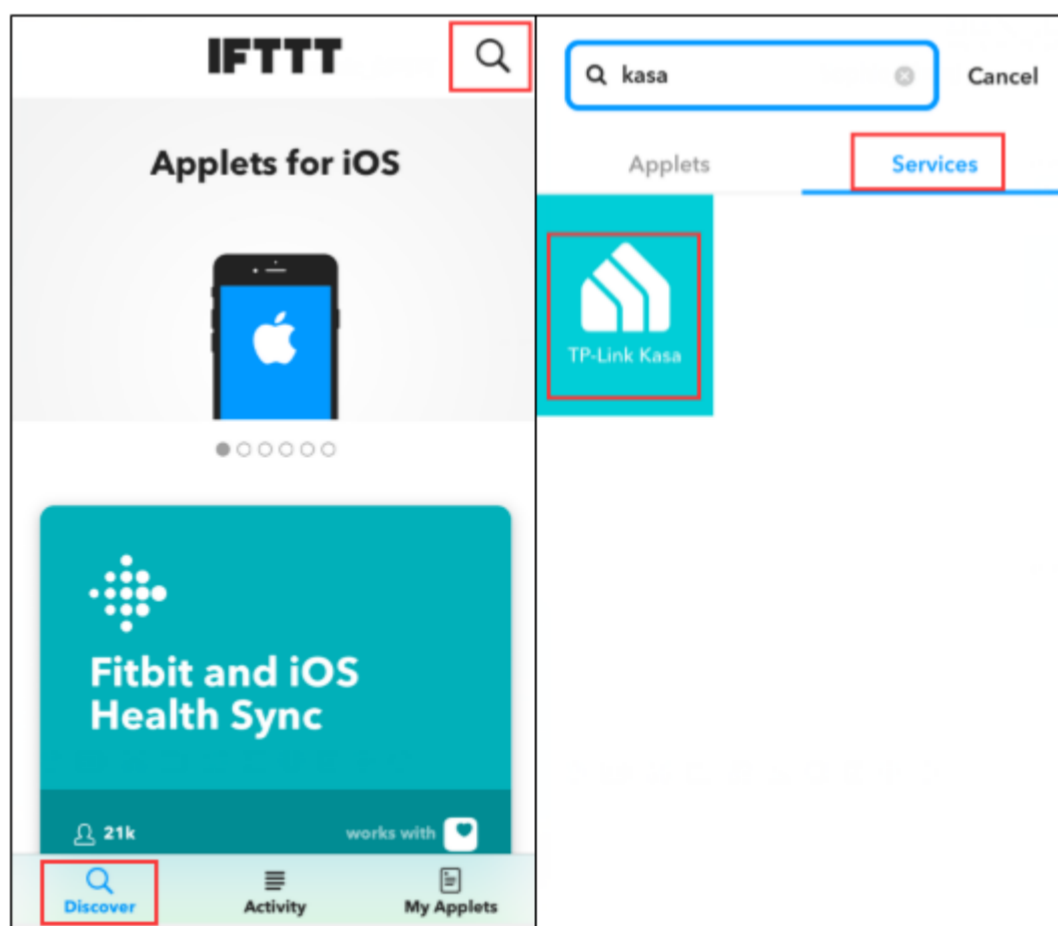 IFTTT
Applets for iOS
Fitbit and iOS
Health Sync
21k
works with
Discover
Activity
My Applets
kasa
Cancel
Applets
Services
TP-Link Kasa